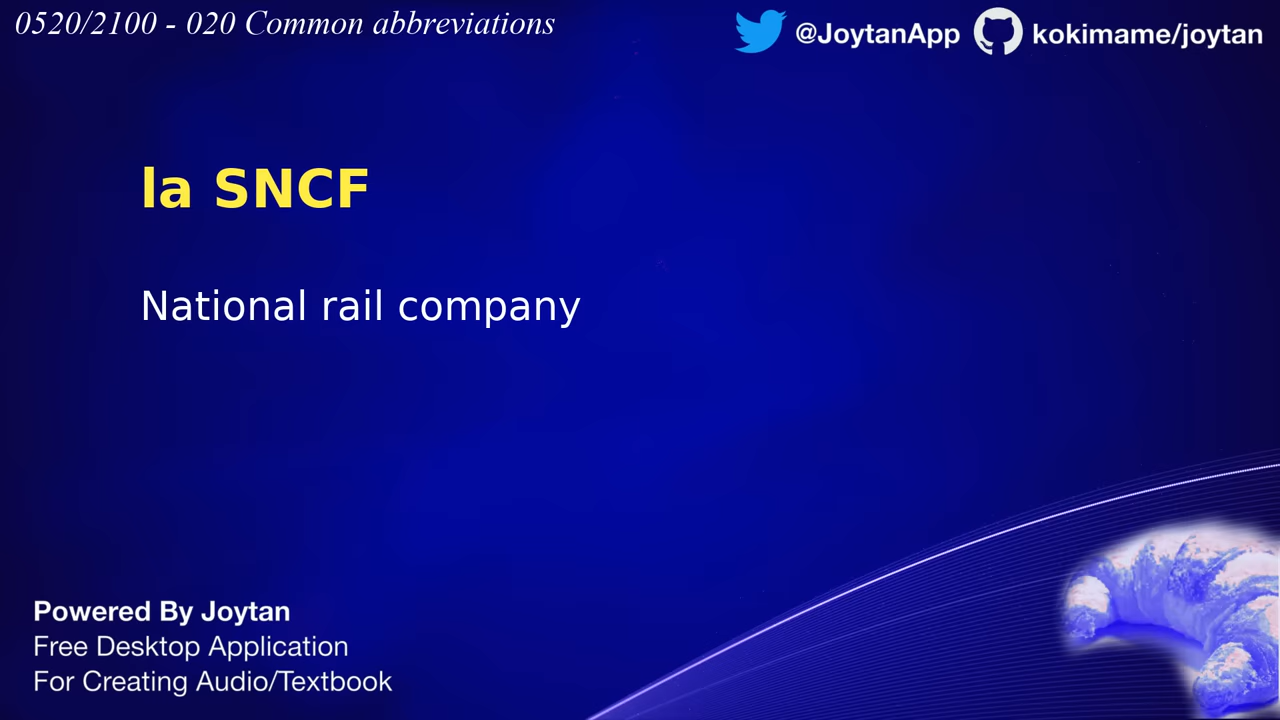 0520/2100 - 020 Common abbreviations
@JoytanApp kokimame/joytan
la SNCF
National rail company
Powered By Joytan
Free Desktop Application
For Creating Audio/Textbook